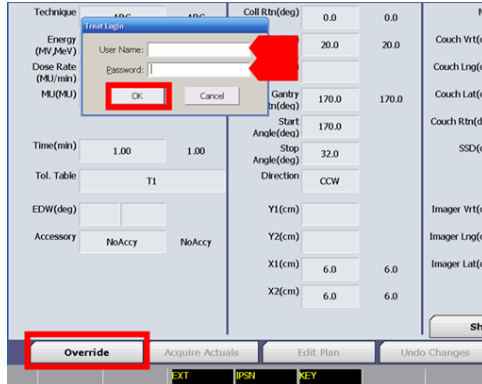 Technique
Coll Rtn(deg)
0.0
0.0
Treat Login
User Name:
Password:
OK
Cancel
Energy
(MV,MeV)
20.0
20.0
Couch Vrt(
Dose Rate
(MU/min)
Couch Lng(
MU(MU)
Gantry
170.0
170.0
Couch Lat(
Start
Angle(deg)
170.0
Couch Rtn(d
Time(min)
1.00
1.00
Stop
Angle(deg)
32.0
SSD(
Tol. Table
T1
Direction
CCW
EDW(deg)
Y1(cm)
Imager Vrt(
Accessory
NoAccy
NoAccy
Y2(cm)
Imager Lng(
X1(cm)
6.0
6.0
Imager Lat(
X2(cm)
6.0
6.0
Sh
Override
Acquire Actuals
Edit Plan
Undo Changes
EXT
IPSN
KEY